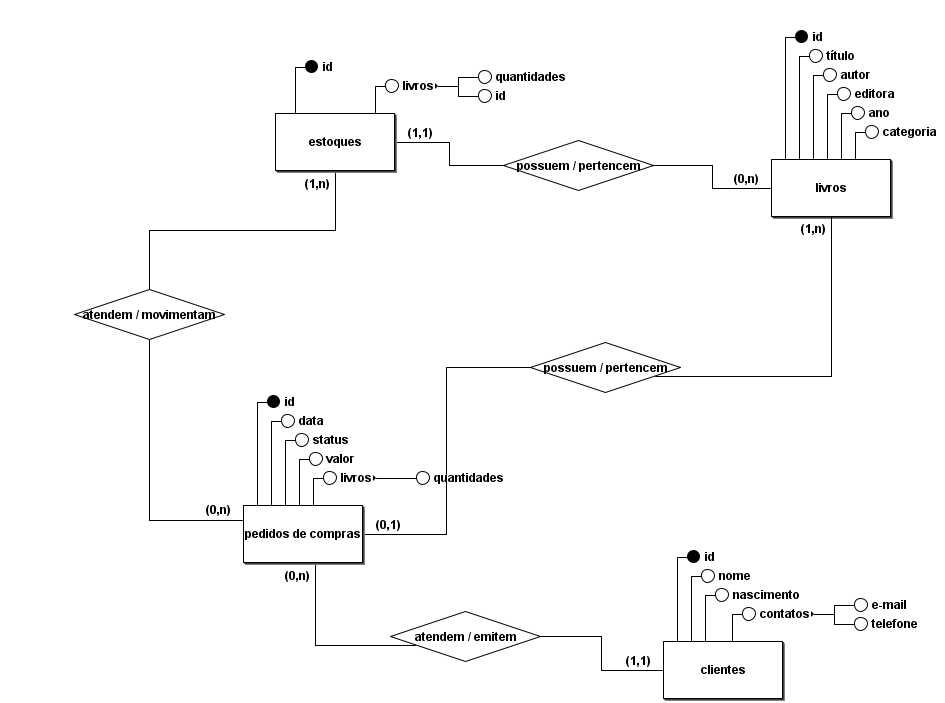 id
título
autor
editora
ano
categoria
livros
(0,n)
(1,n)
id
livros
quantidades
id
estoques
(1,1)
(1,n)
possuem / pertencem
atendem / movimentam
possuem / pertencem
id
data
status
valor
livros
quantidades
pedidos de compras
(0,n)
(0,1)
(0,n)
atendem / emitem
id
nome
nascimento
contatos
e-mail
telefone
(1,1)
clientes